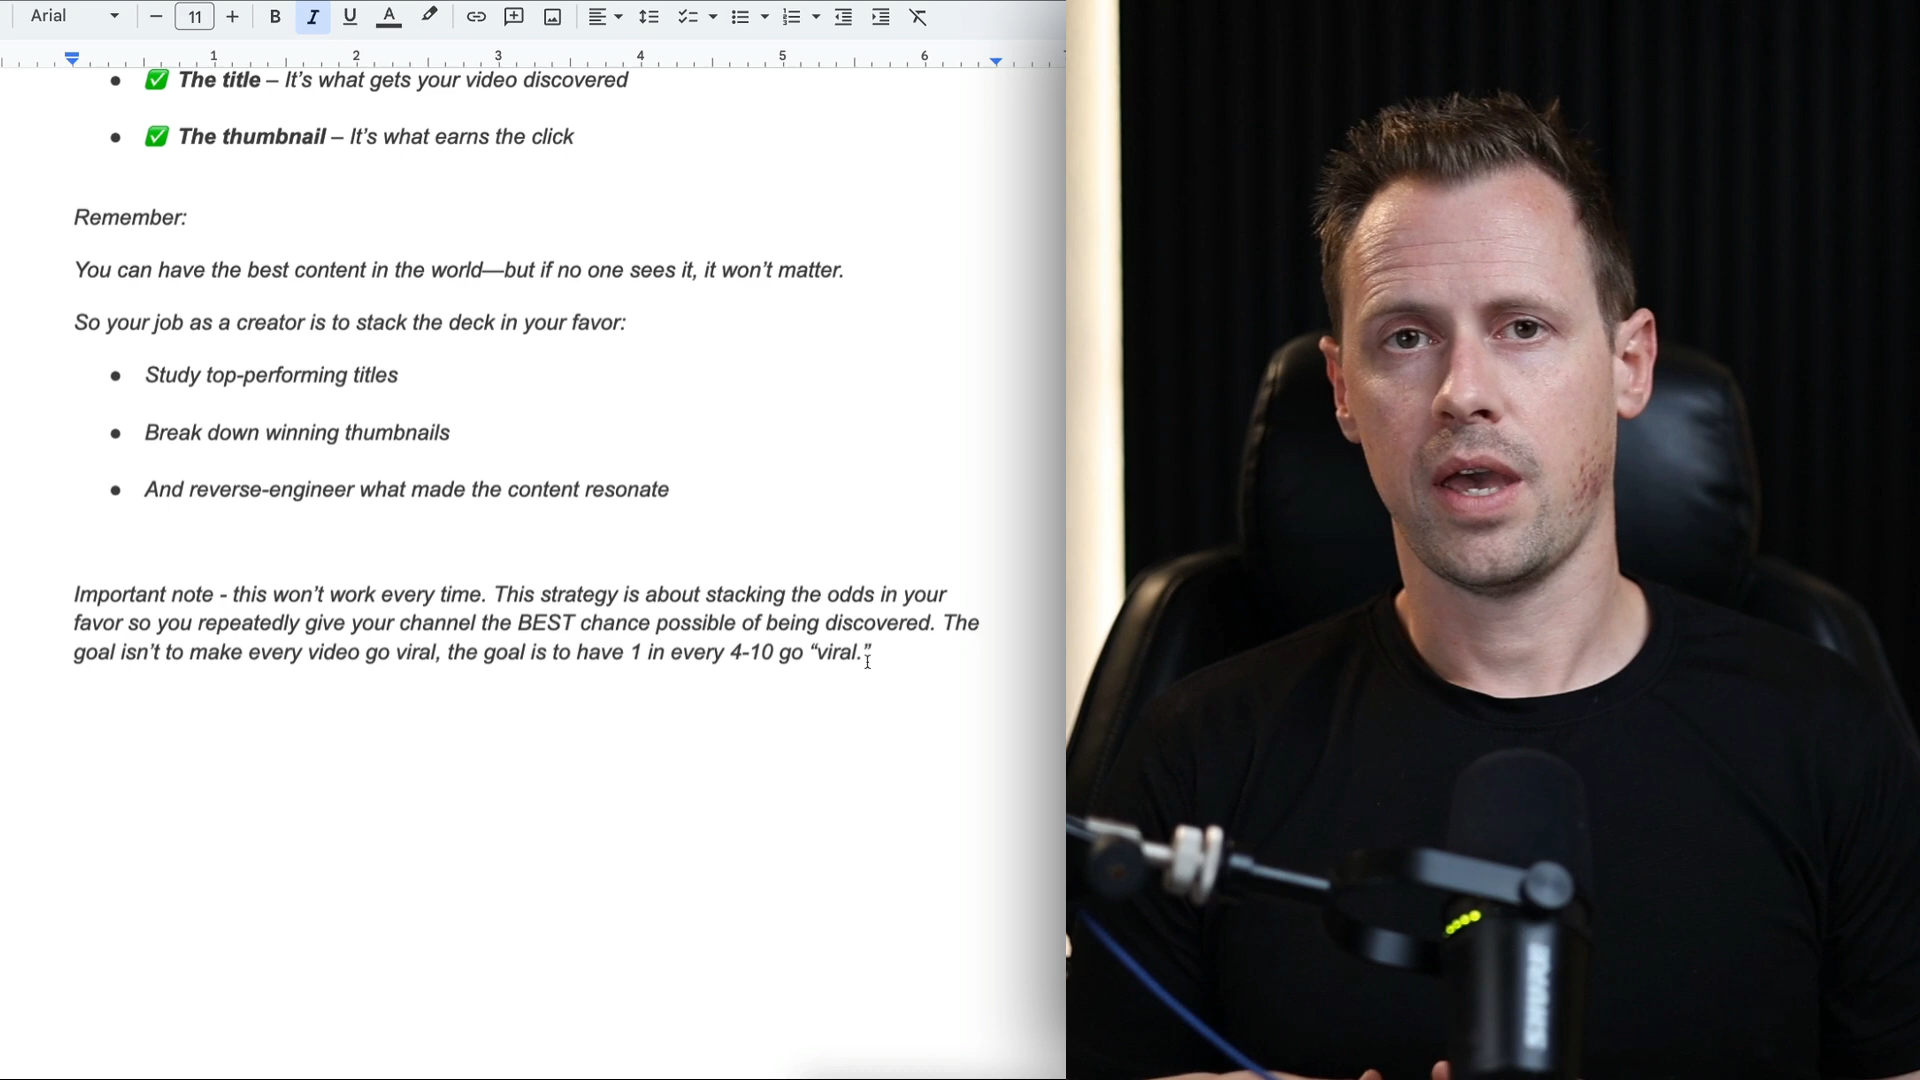 Arial
11
B I U A
1 2 3 4 5 6
● ✅ The title – It’s what gets your video discovered
● ✅ The thumbnail – It’s what earns the click
Remember:
You can have the best content in the world—but if no one sees it, it won’t matter.
So your job as a creator is to stack the deck in your favor:
● Study top-performing titles
● Break down winning thumbnails
● And reverse-engineer what made the content resonate
Important note - this won’t work every time. This strategy is about stacking the odds in your
favor so you repeatedly give your channel the BEST chance possible of being discovered. The
goal isn’t to make every video go viral, the goal is to have 1 in every 4-10 go “viral.”
SHURE